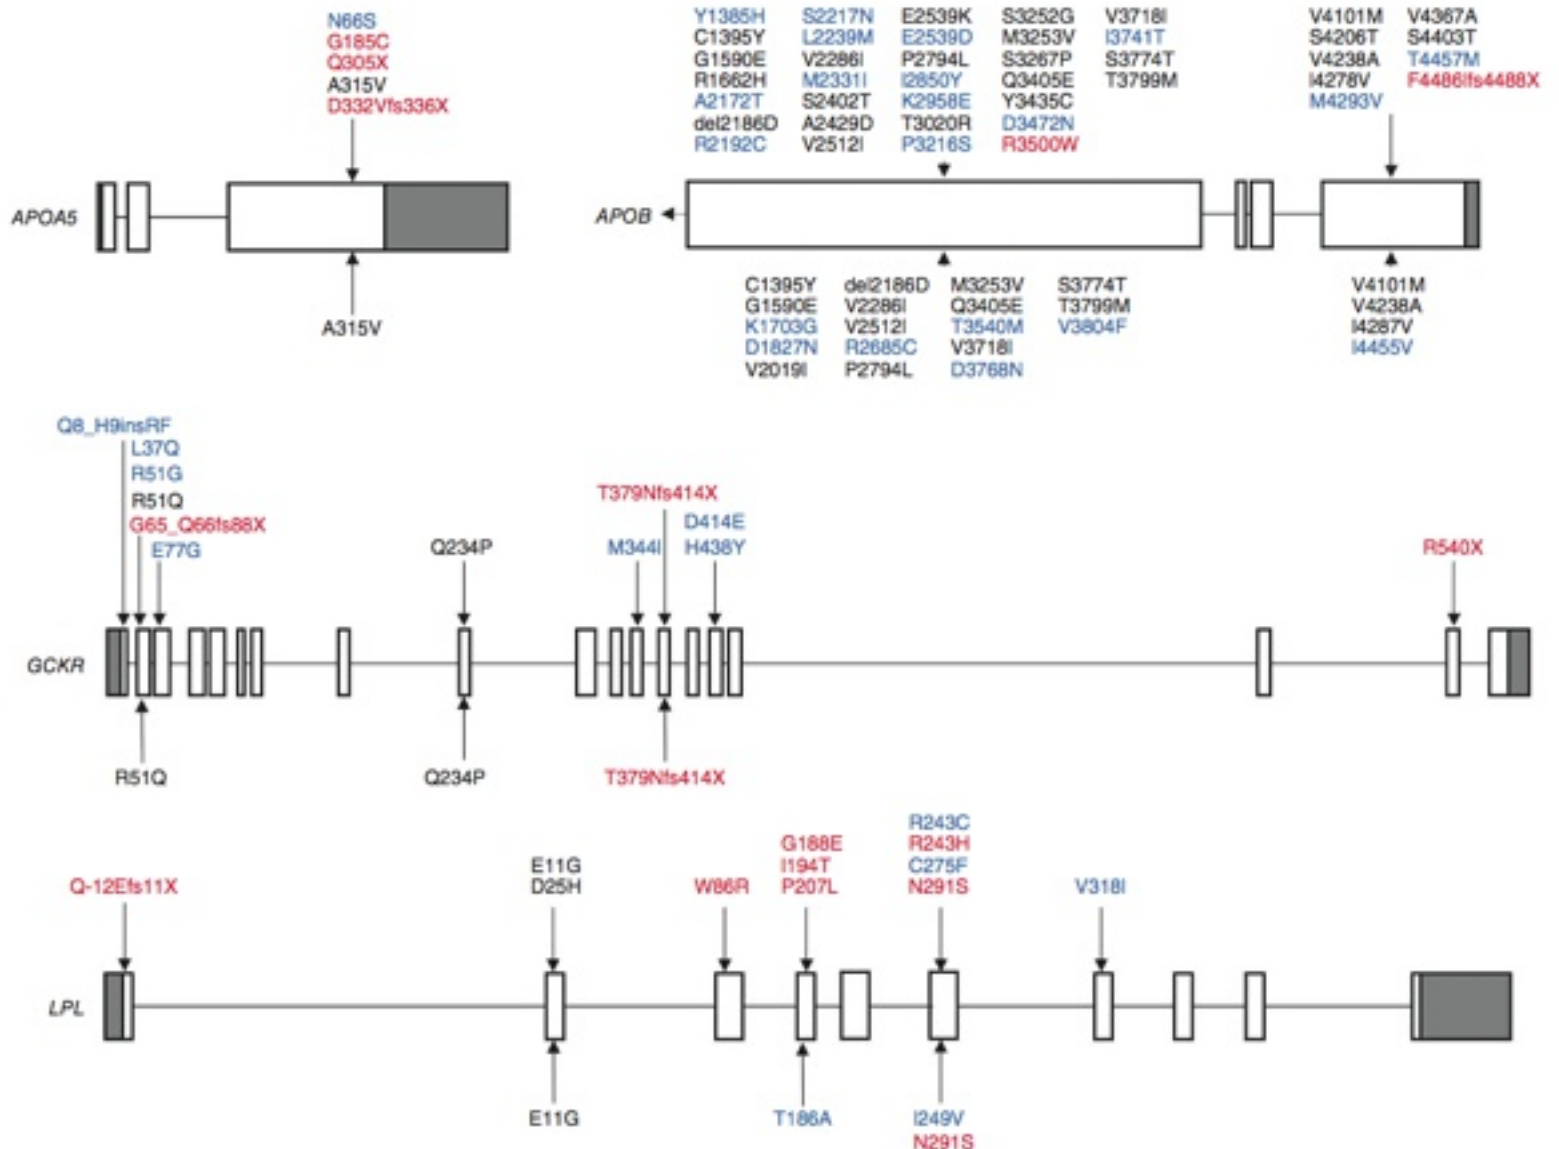 N66S
G185C
Q305X
A315V
D332Vfs336X
APOA5
A315V
Y1385H S2217N E2539K S3252G V3718I
C1395Y L2239M E2539D M3253V I3741T
G1590E V2286I P2794L S3267P S3774T
R1662H M2331I I2850Y Q3405E T3799M
A2172T S2402T K2958E Y3435C
del2186D A2429D T3020R D3472N
R2192C V2512I P3216S R3500W
V4101M V4367A
S4206T S4403T
V4238A T4457M
I4278V F4486Ifs4488X
M4293V
APOB
C1395Y del2186D M3253V S3774T
G1590E V2286I Q3405E T3799M
K1703G V2512I T3540M V3804F
D1827N R2685C V3718I
V2019I P2794L D3768N
V4101M
V4238A
I4287V
I4455V
Q8_H9insRF
L37Q
R51G
R51Q
G65_Q66fs88X
E77G
Q234P
T379Nfs414X
M344I
D414E
H438Y
R540X
GCKR
R51Q
Q234P
T379Nfs414X
Q-12Efs11X
E11G
D25H
W86R
G188E
I194T
P207L
R243C
R243H
C275F
N291S
V318I
LPL
E11G
T186A
I249V
N291S